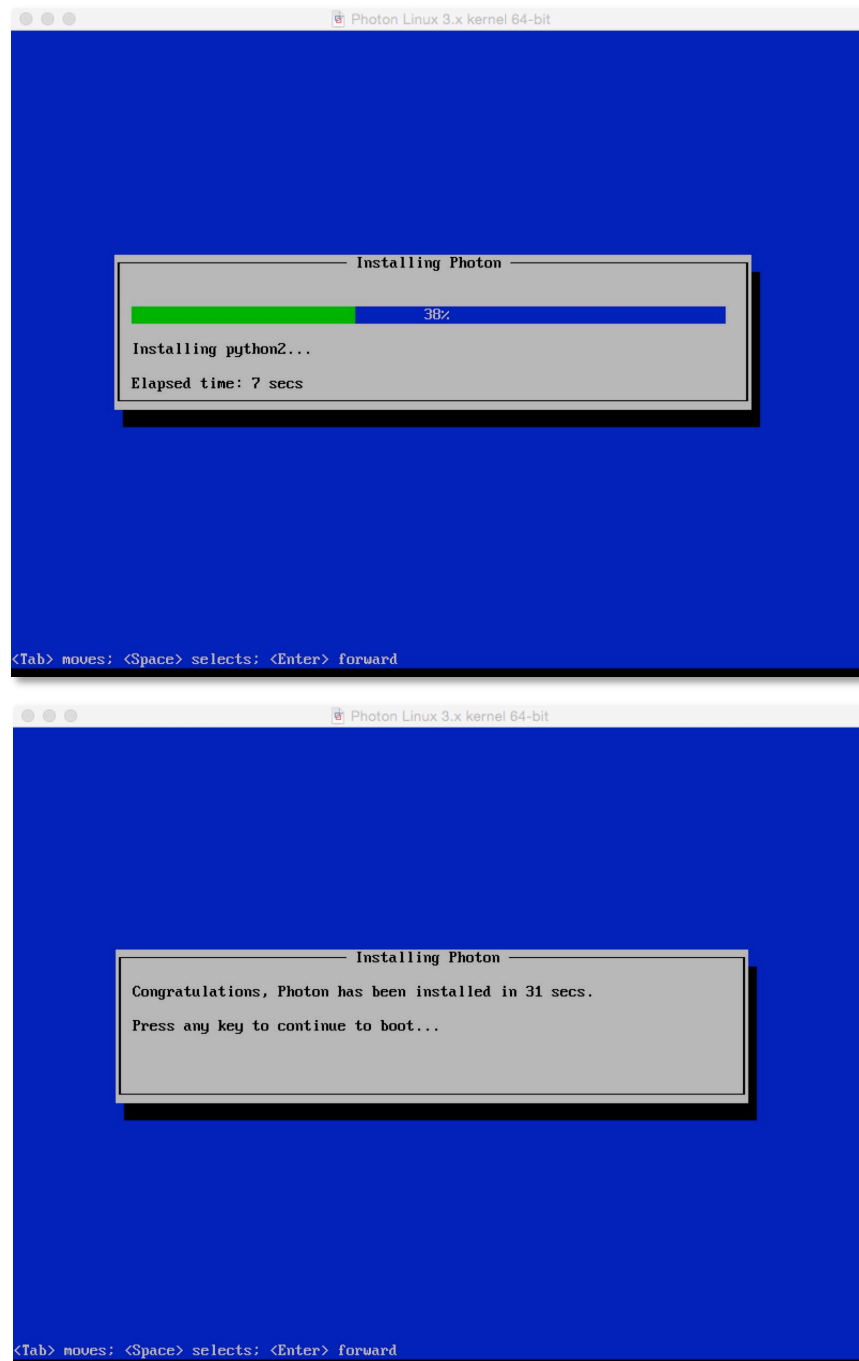 Photon Linux 3.x kernel 64-bit
Installing Photon
38%
Installing python2...
Elapsed time: 7 secs
<Tab> moves; <Space> selects; <Enter> forward
Photon Linux 3.x kernel 64-bit
Installing Photon
Congratulations, Photon has been installed in 31 secs.
Press any key to continue to boot...
<Tab> moves; <Space> selects; <Enter> forward